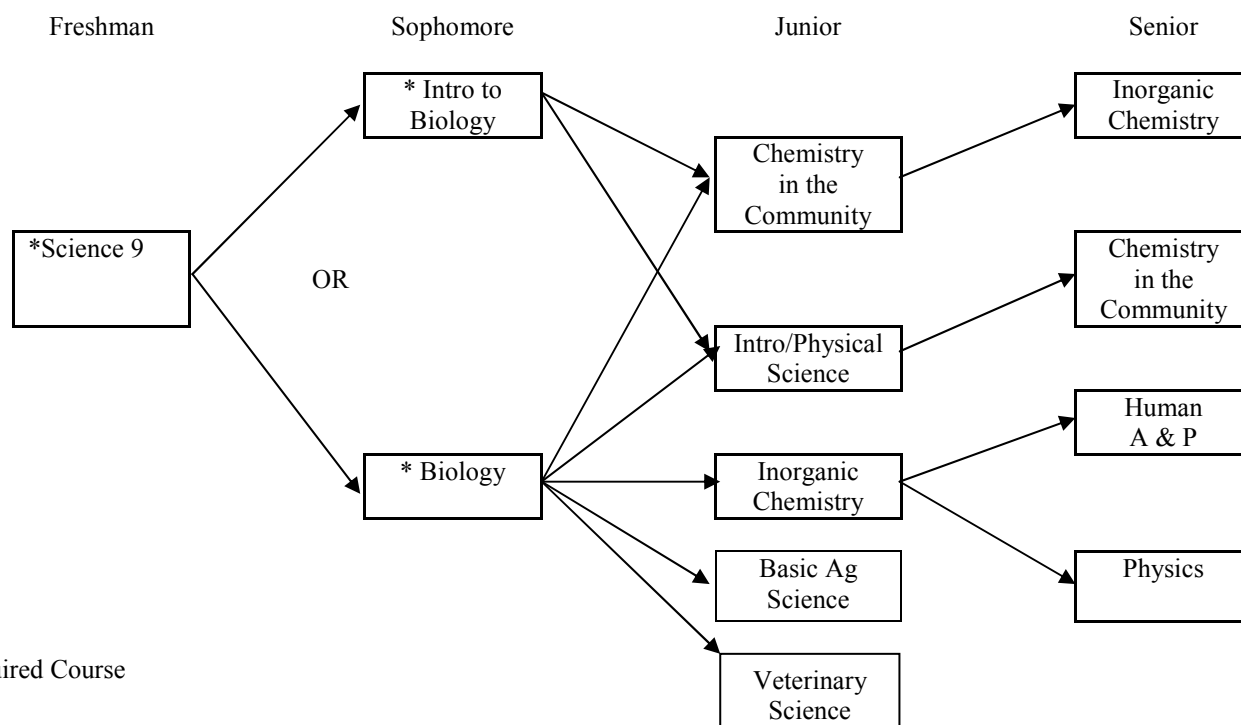 Freshman
Sophomore
Junior
Senior
* Intro to
Biology
Inorganic
Chemistry
Chemistry
in the
Community
*Science 9
OR
Chemistry
in the
Community
Intro/Physical
Science
Human
A & P
* Biology
Inorganic
Chemistry
Basic Ag
Science
Physics
ired Course
Veterinary
Science